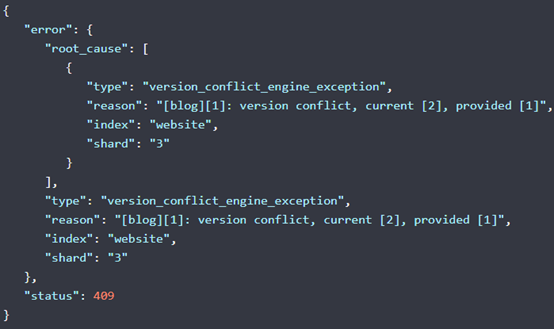 {
"error": {
"root_cause": [
{
"type": "version_conflict_engine_exception",
"reason": "[blog][1]: version conflict, current [2], provided [1]",
"index": "website",
"shard": "3"
}
],
"type": "version_conflict_engine_exception",
"reason": "[blog][1]: version conflict, current [2], provided [1]",
"index": "website",
"shard": "3"
},
"status": 409
}